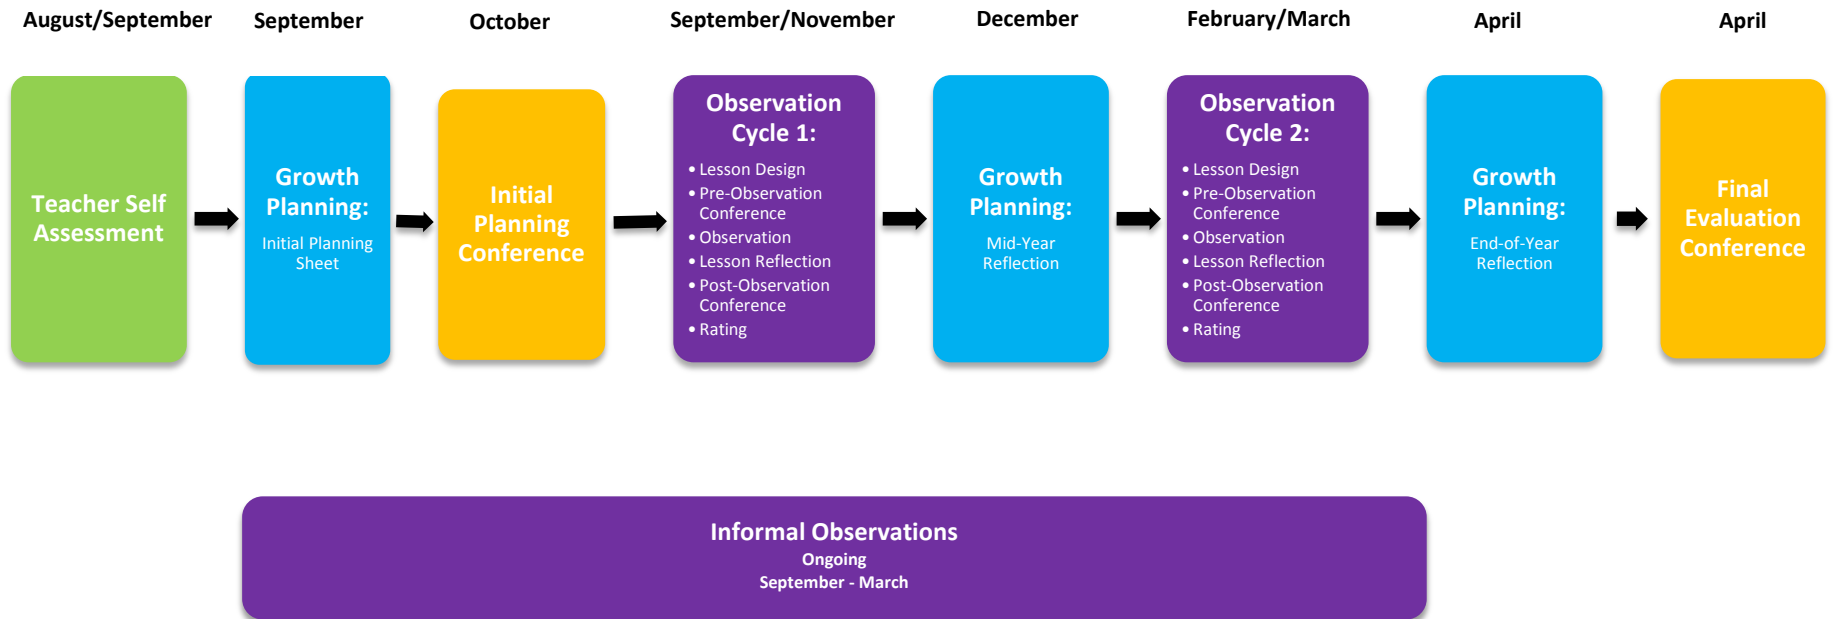 August/September
September
October
September/November
December
February/March
April
April
Teacher Self
Assessment
Growth
Planning:
Initial Planning
Sheet
Initial
Planning
Conference
Observation
Cycle 1:
• Lesson Design
• Pre-Observation
Conference
• Observation
• Lesson Reflection
• Post-Observation
Conference
• Rating
Growth
Planning:
Mid-Year
Reflection
Observation
Cycle 2:
• Lesson Design
• Pre-Observation
Conference
• Observation
• Lesson Reflection
• Post-Observation
Conference
• Rating
Growth
Planning:
End-of-Year
Reflection
Final
Evaluation
Conference
Informal Observations
Ongoing
September - March